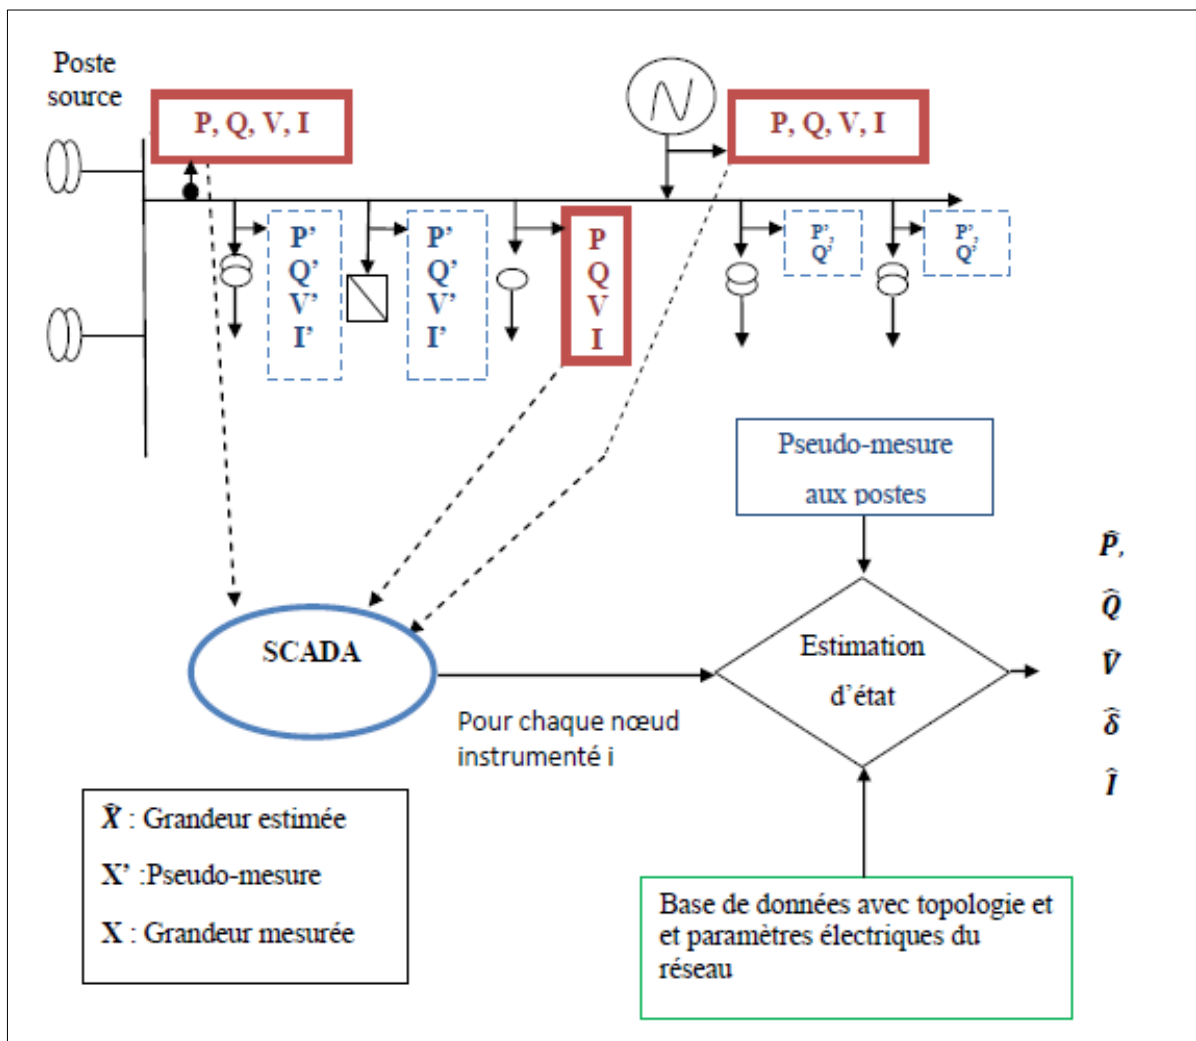 Poste
source
P, Q, V, I
P, Q, V, I
P’
Q’
V’
I’
P’
Q’
V’
I’
P
Q
V
I
P’,
Q’
P’,
Q’
Pseudo-mesure
aux postes
P̂,
Q̂
V̂
δ̂
Î
Estimation
d’état
SCADA
Pour chaque nœud
instrumenté i
X̂ : Grandeur estimée
X’ :Pseudo-mesure
X : Grandeur mesurée
Base de données avec topologie et
et paramètres électriques du
réseau